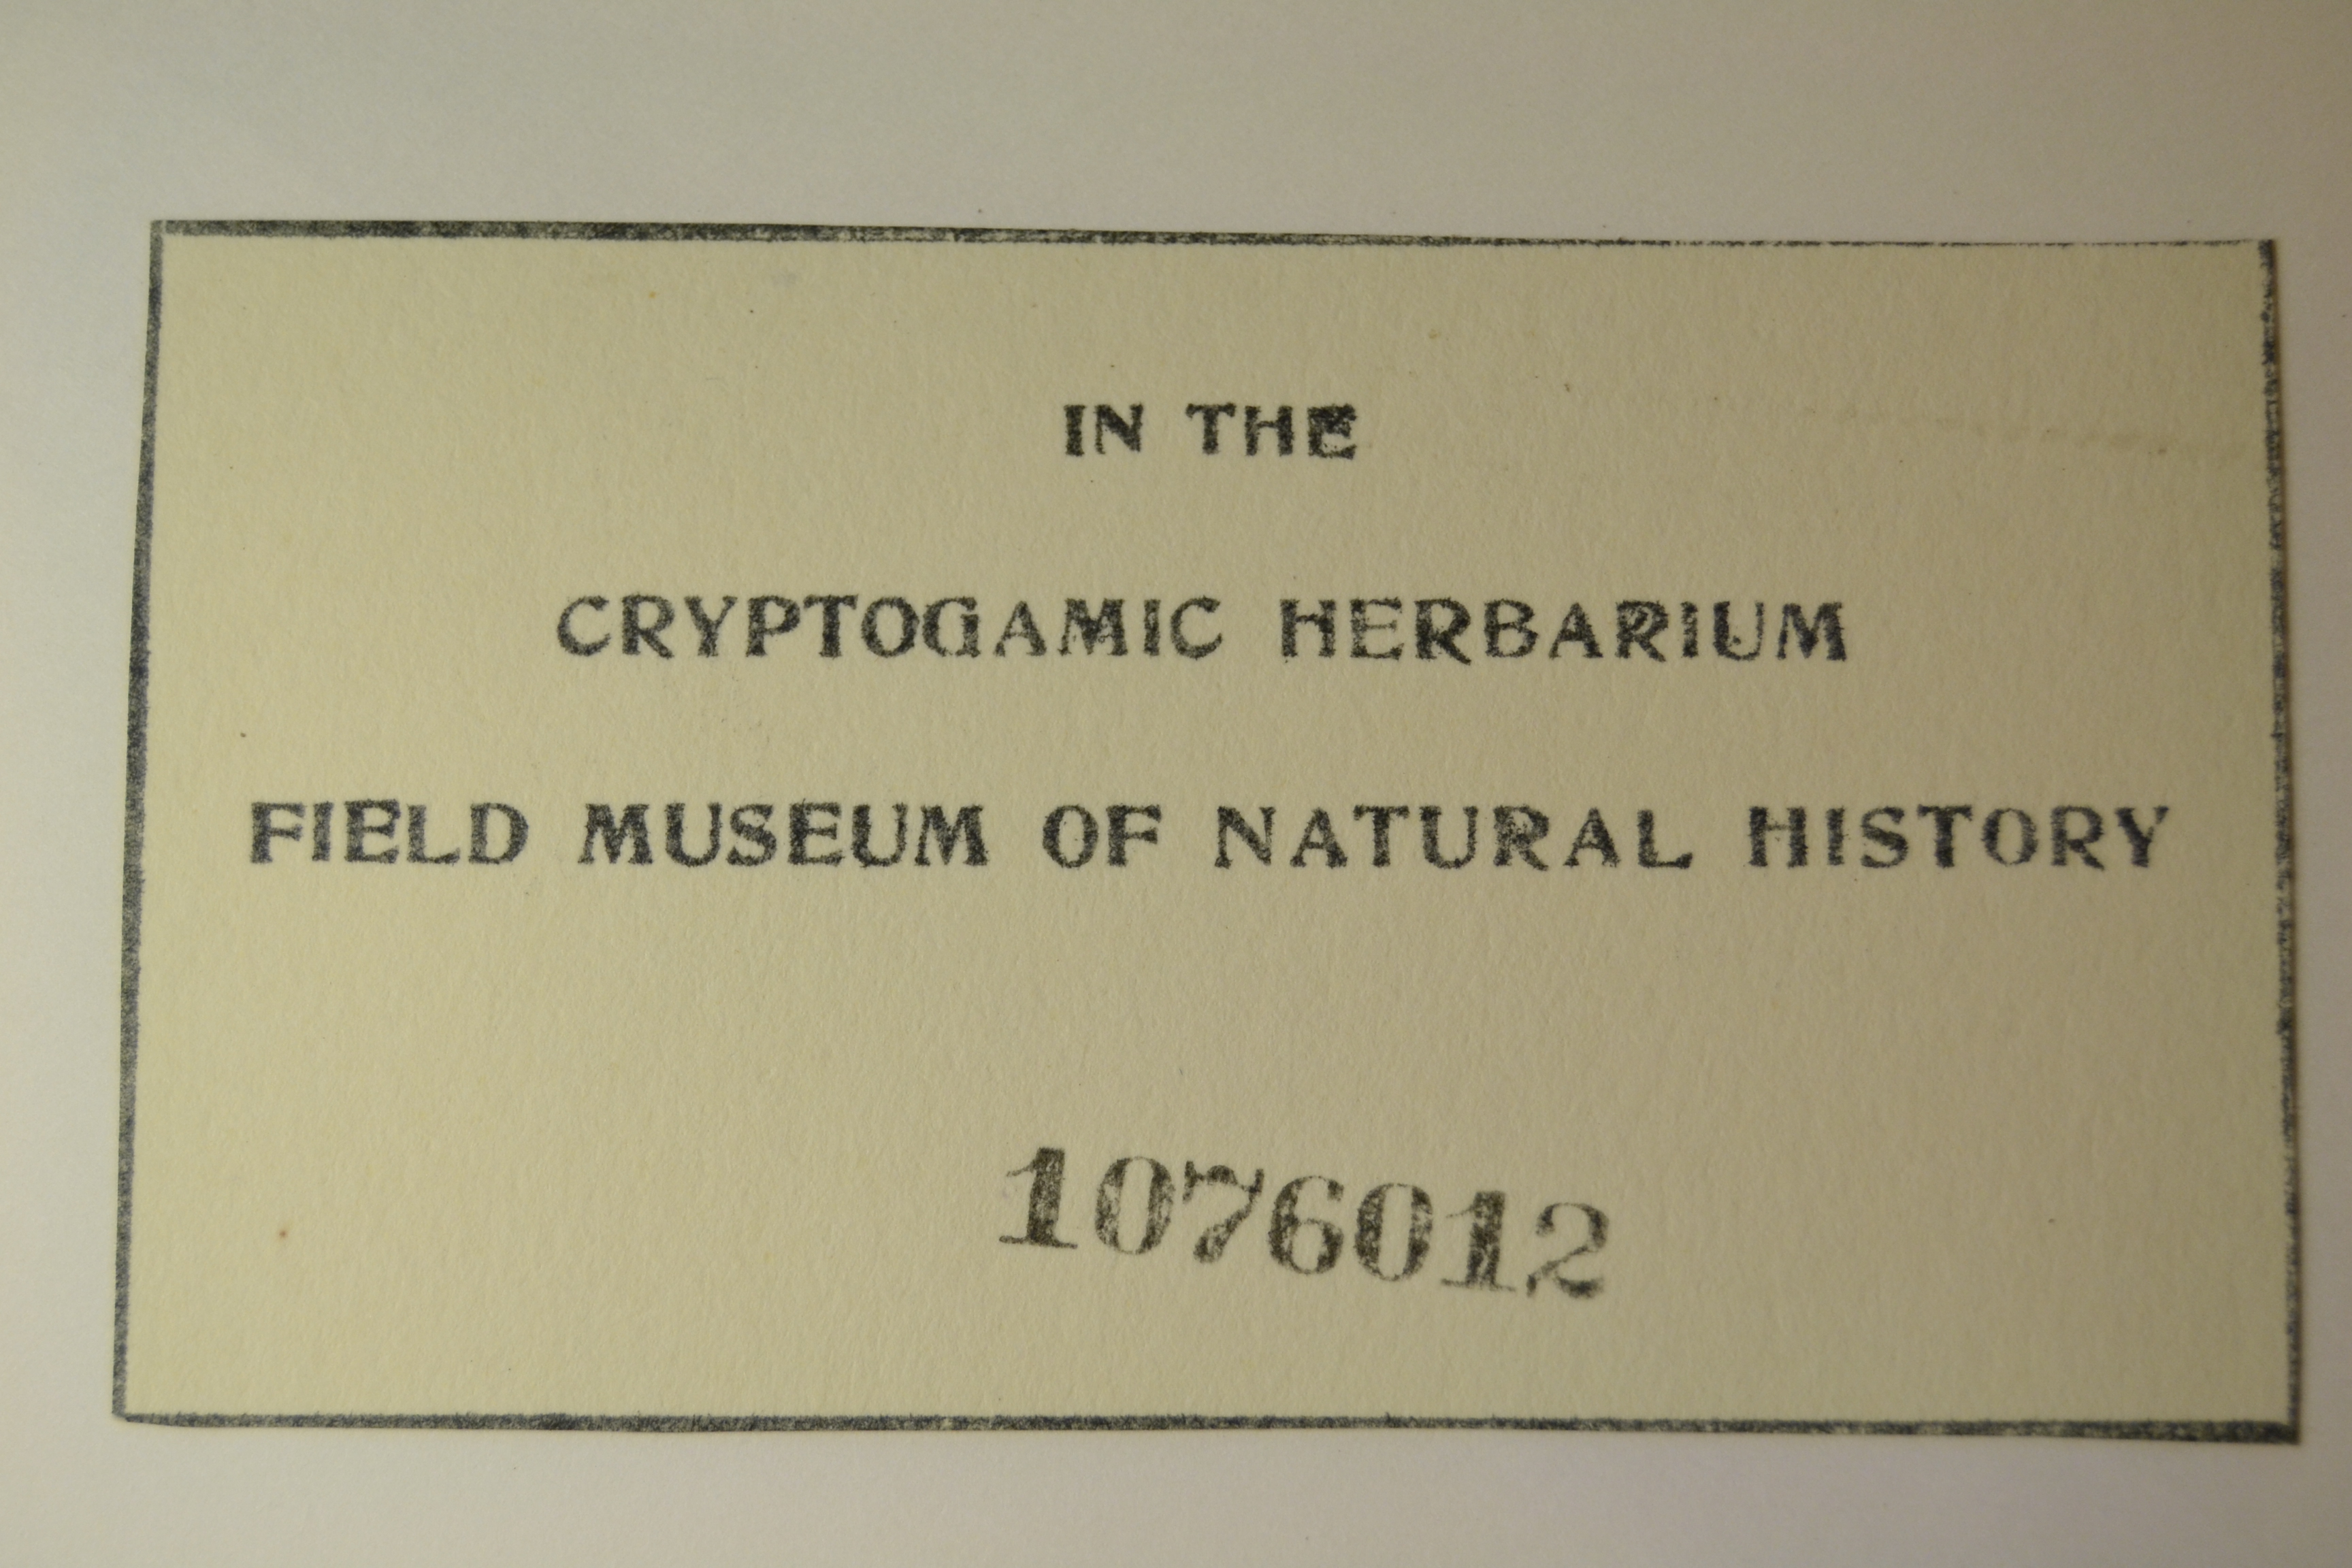 IN THE
CRYPTOGAMIC HERBARIUM
FIELD MUSEUM OF NATURAL HISTORY
1076012